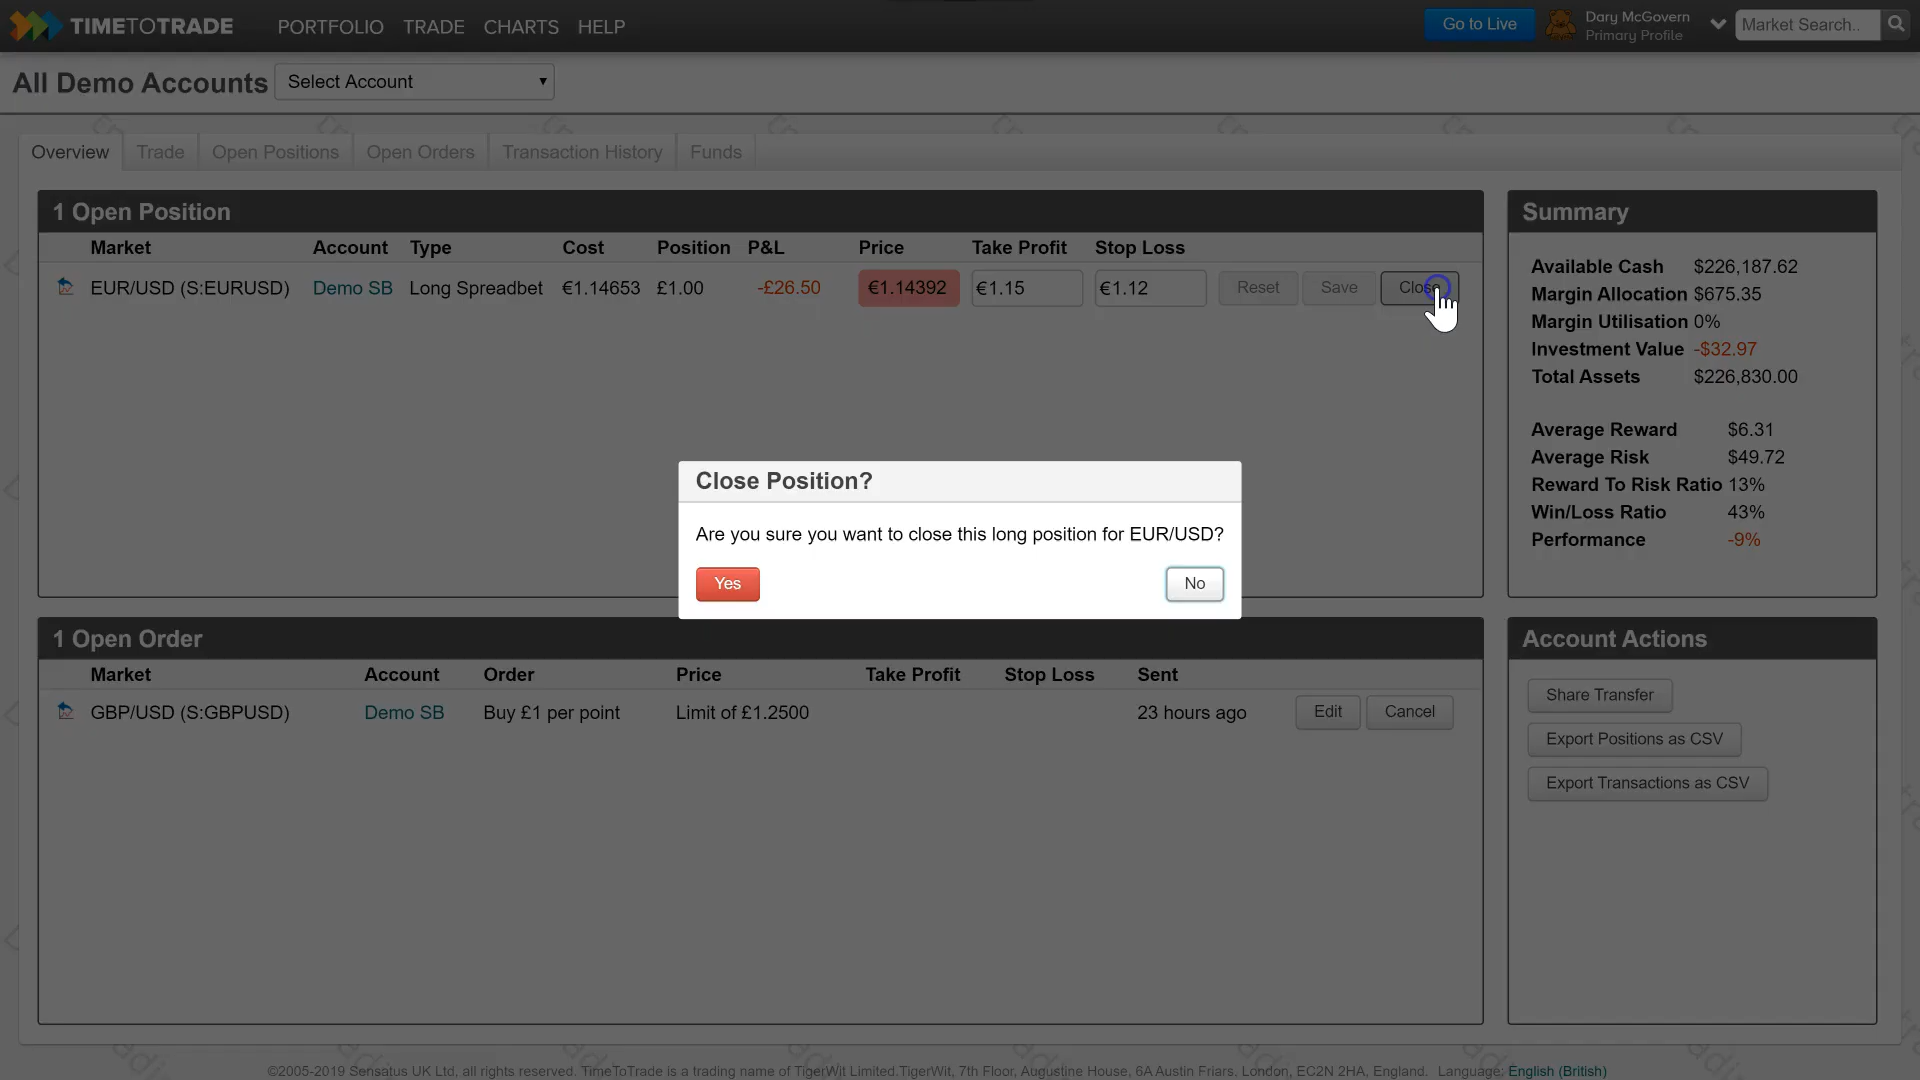 TIMETOTRADE PORTFOLIO TRADE CHARTS HELP Go to Live Dary McGovern Market Search...
Primary Profile
All Demo Accounts Select Account
Overview Trade Open Positions Open Orders Transaction History Funds
1 Open Position
Market Account Type Cost Position P&L Price Take Profit Stop Loss
EUR/USD (S:EURUSD) Demo SB Long Spreadbet €1.14653 £1.00 -£26.50 €1.14392 €1.15 €1.12 Reset Save Close
Summary
Available Cash $226,187.62
Margin Allocation $675.35
Margin Utilisation 0%
Investment Value -$32.97
Total Assets $226,830.00
Average Reward $6.31
Average Risk $49.72
Reward To Risk Ratio 13%
Win/Loss Ratio 43%
Performance -9%
Close Position?
Are you sure you want to close this long position for EUR/USD?
Yes No
1 Open Order
Market Account Order Price Take Profit Stop Loss Sent
GBP/USD (S:GBPUSD) Demo SB Buy £1 per point Limit of £1.2500 23 hours ago Edit Cancel
Account Actions
Share Transfer
Export Positions as CSV
Export Transactions as CSV
©2005-2019 Sensatus UK Ltd, all rights reserved. TimeToTrade is a trading name of TigerWit Limited.TigerWit, 7th Floor, Augustine House, 6A Austin Friars, London, EC2N 2HA, England. Language: English (British)